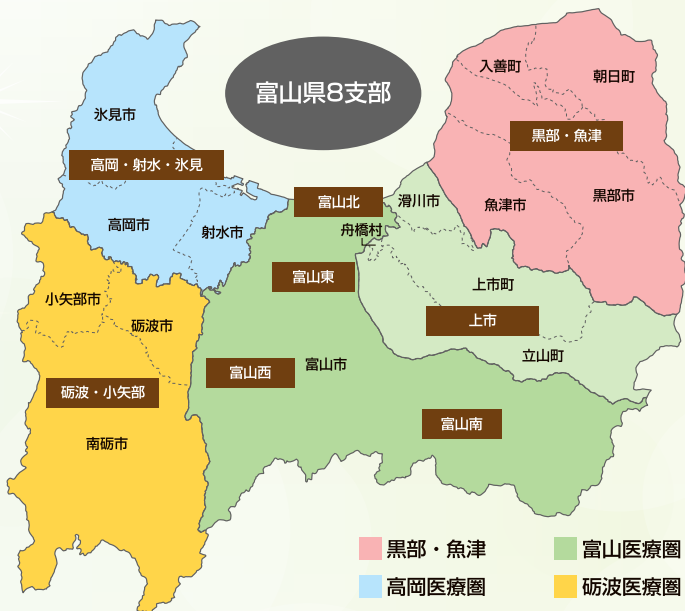 富山県8支部
入善町
朝日町
氷見市
黒部・魚津
高岡・射水・氷見
黒部市
富山北
滑川市
魚津市
高岡市
射水市
舟橋村
富山東
上市町
小矢部市
砺波市
上市
立山町
富山西
富山市
砺波・小矢部
富山南
南砺市
黒部・魚津
富山医療圏
高岡医療圏
砺波医療圏